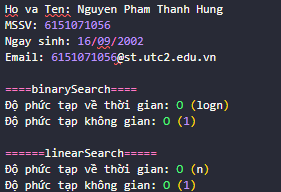 Ho va Ten: Nguyen Pham Thanh Hung
MSSV: 6151071056
Ngay sinh: 16/09/2002
Email: 6151071056@st.utc2.edu.vn
====binarySearch====
Độ phức tạp về thời gian: O (logn)
Độ phức tạp không gian: O (1)
======linearSearch=====
Độ phức tạp về thời gian: O (n)
Độ phức tạp không gian: O (1)